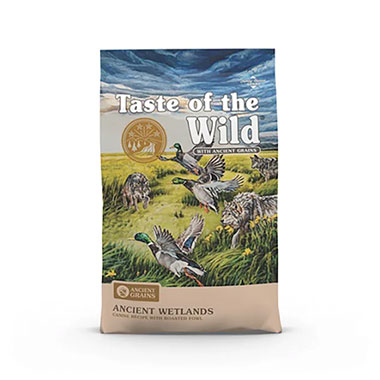 Taste of the
Wild
WITH ANCIENT GRAINS
ANCIENT
GRAINS
ANCIENT WETLANDS
CANINE RECIPE WITH ROASTED FOWL